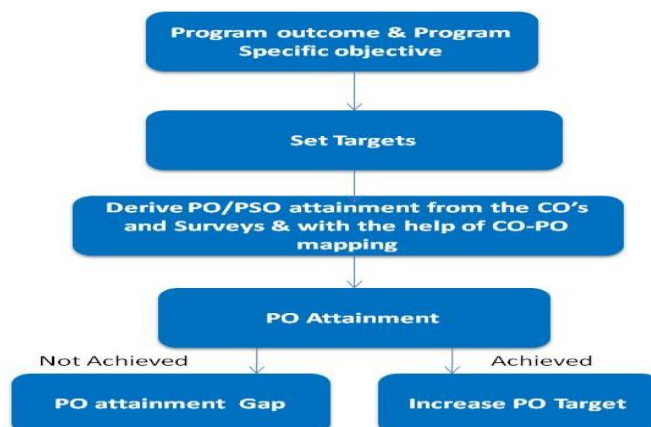 Program outcome & Program
Specific objective
Set Targets
Derive PO/PSO attainment from the CO's
and Surveys & with the help of CO-PO
mapping
PO Attainment
Not Achieved
Achieved
PO attainment Gap
Increase PO Target